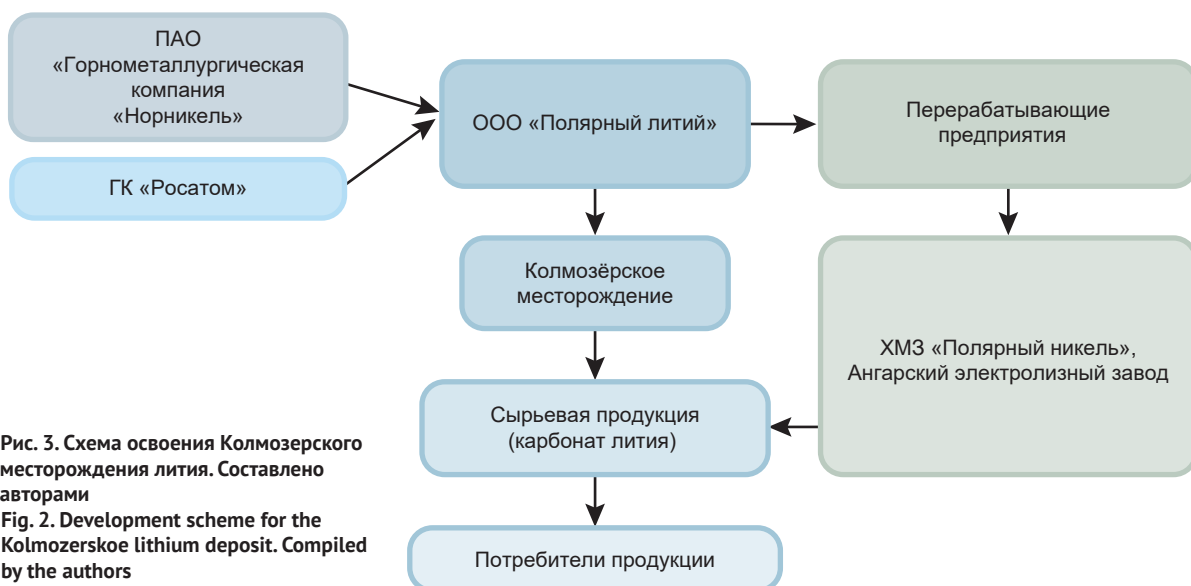 ПАО
«Горнометаллургическая
компания
«Норникель»
ГК «Росатом»
ООО «Полярный литий»
Перерабатывающие
предприятия
Колмозёрское
месторождение
ХМЗ «Полярный никель»,
Ангарский электролизный завод
Сырьевая продукция
(карбонат лития)
Потребители продукции
Рис. 3. Схема освоения Колмозерского
месторождения лития. Составлено
авторами
Fig. 2. Development scheme for the
Kolmozerskoe lithium deposit. Compiled
by the authors